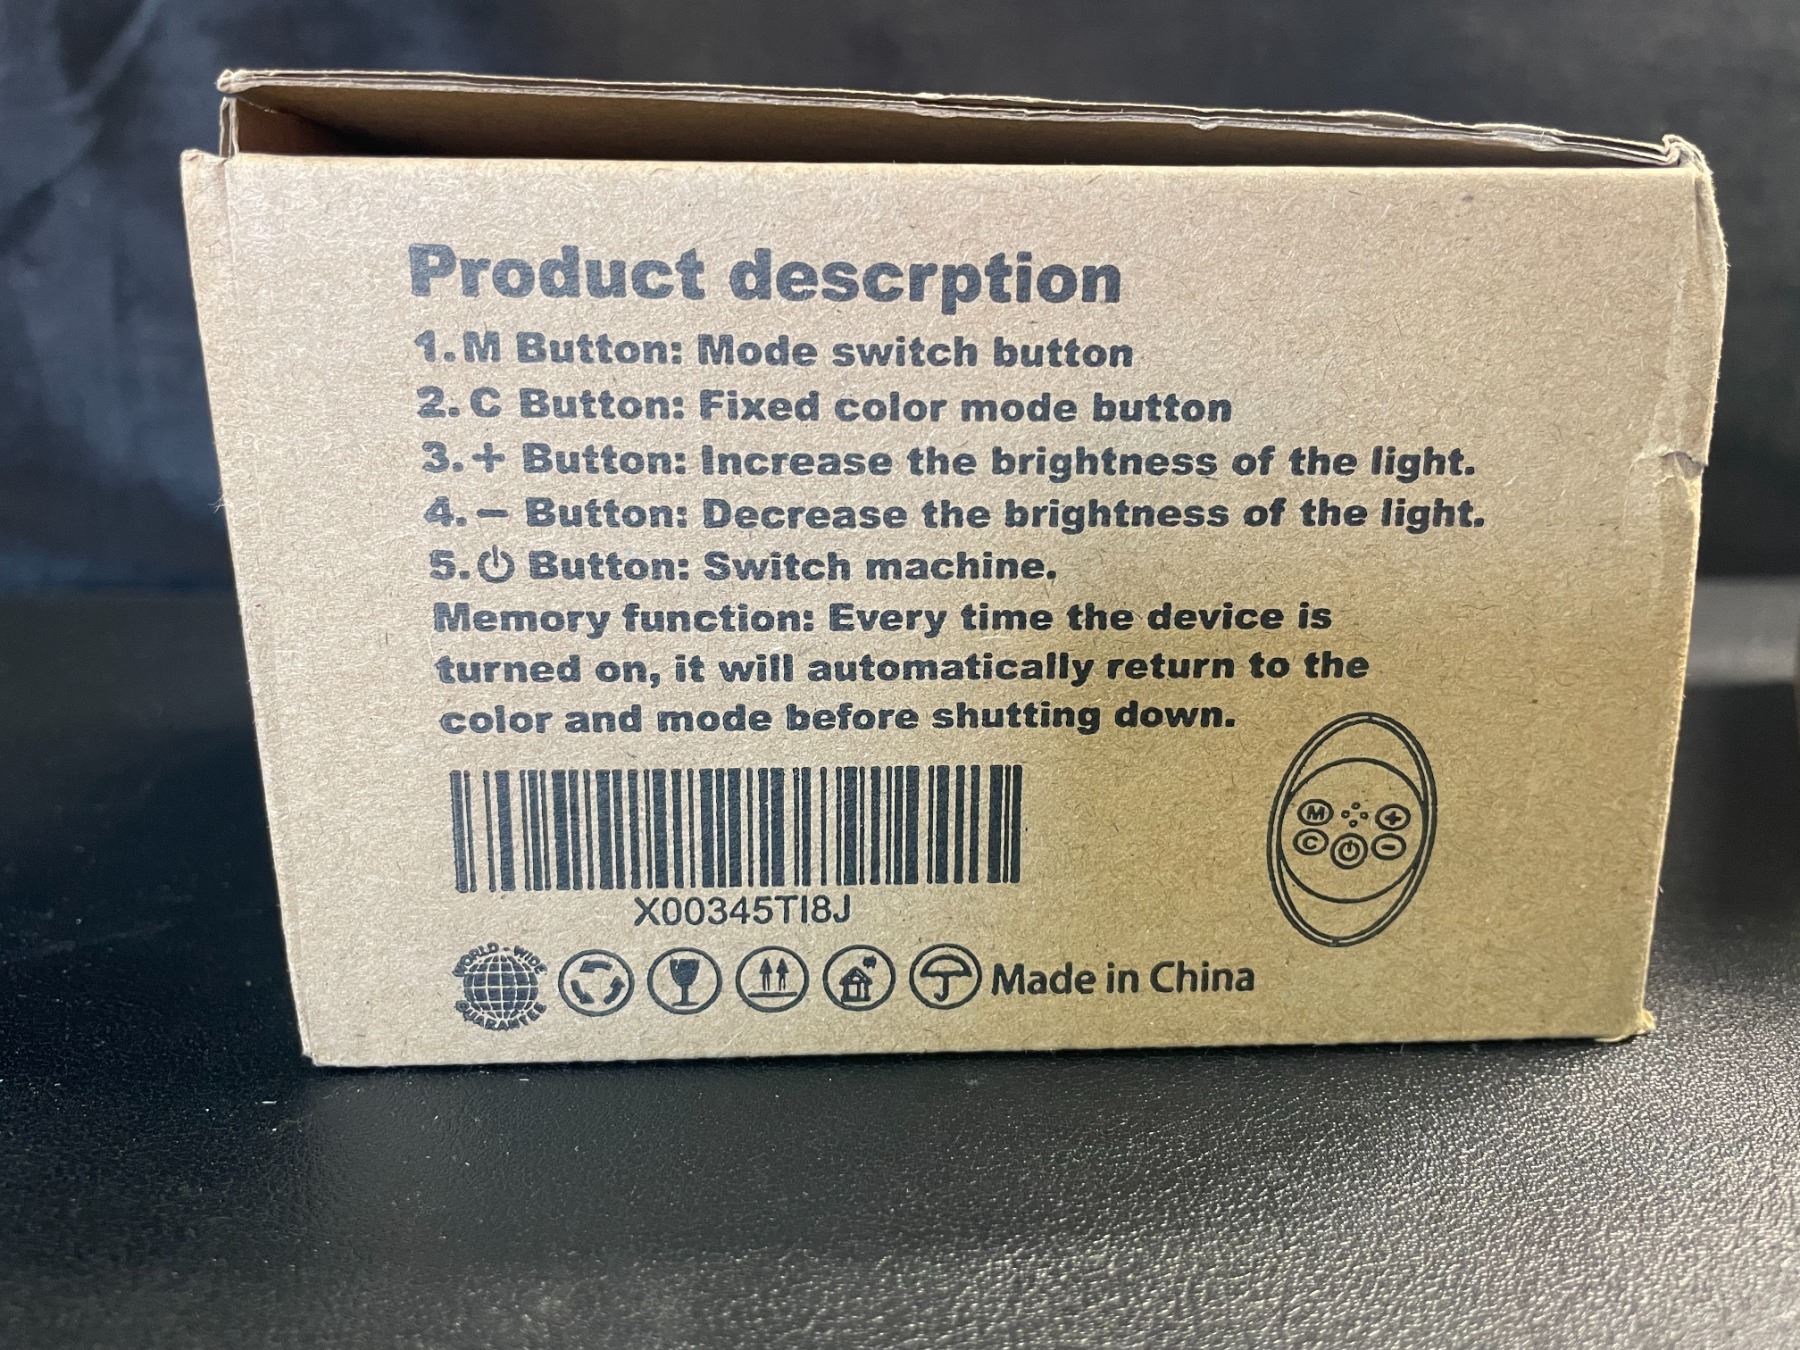 Product descrption
1. M Button: Mode switch button
2. C Button: Fixed color mode button
3. + Button: Increase the brightness of the light.
4. – Button: Decrease the brightness of the light.
5. ⏻ Button: Switch machine.
Memory function: Every time the device is
turned on, it will automatically return to the
color and mode before shutting down.
M +
C ⏻ -
X00345TI8J
WORLD-WIDE
GUARANTEE
Made in China